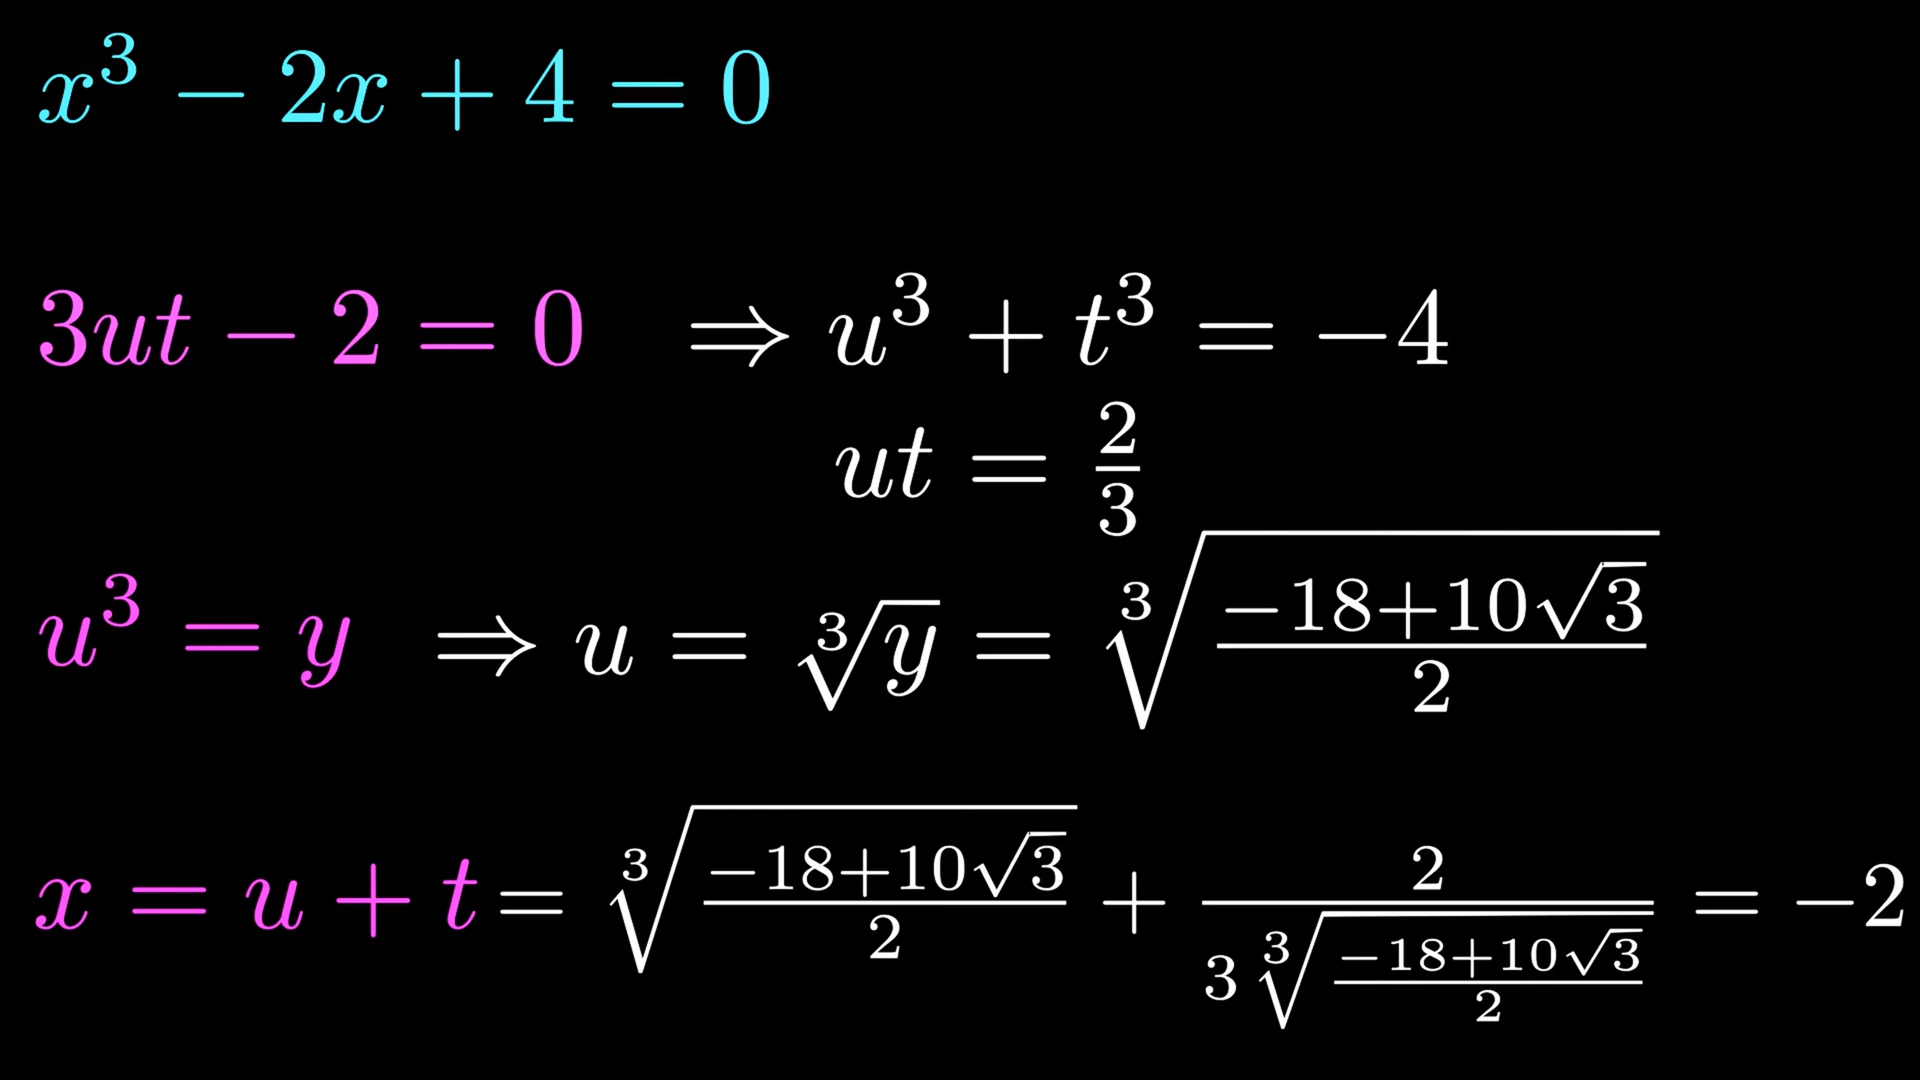 x³ − 2x + 4 = 0
3ut − 2 = 0 ⇒ u³ + t³ = −4
ut = 2/3
u³ = y ⇒ u = ∛y = ∛((−18+10√3)/2)
x = u + t = ∛((−18+10√3)/2) + 2/(3∛((−18+10√3)/2)) = −2